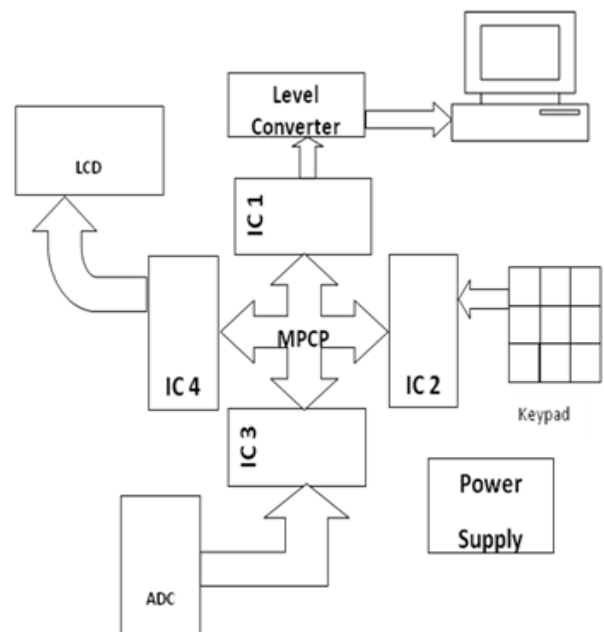 Level
Converter
LCD
IC 1
MPCP
IC 4
IC 2
Keypad
IC 3
Power
Supply
ADC